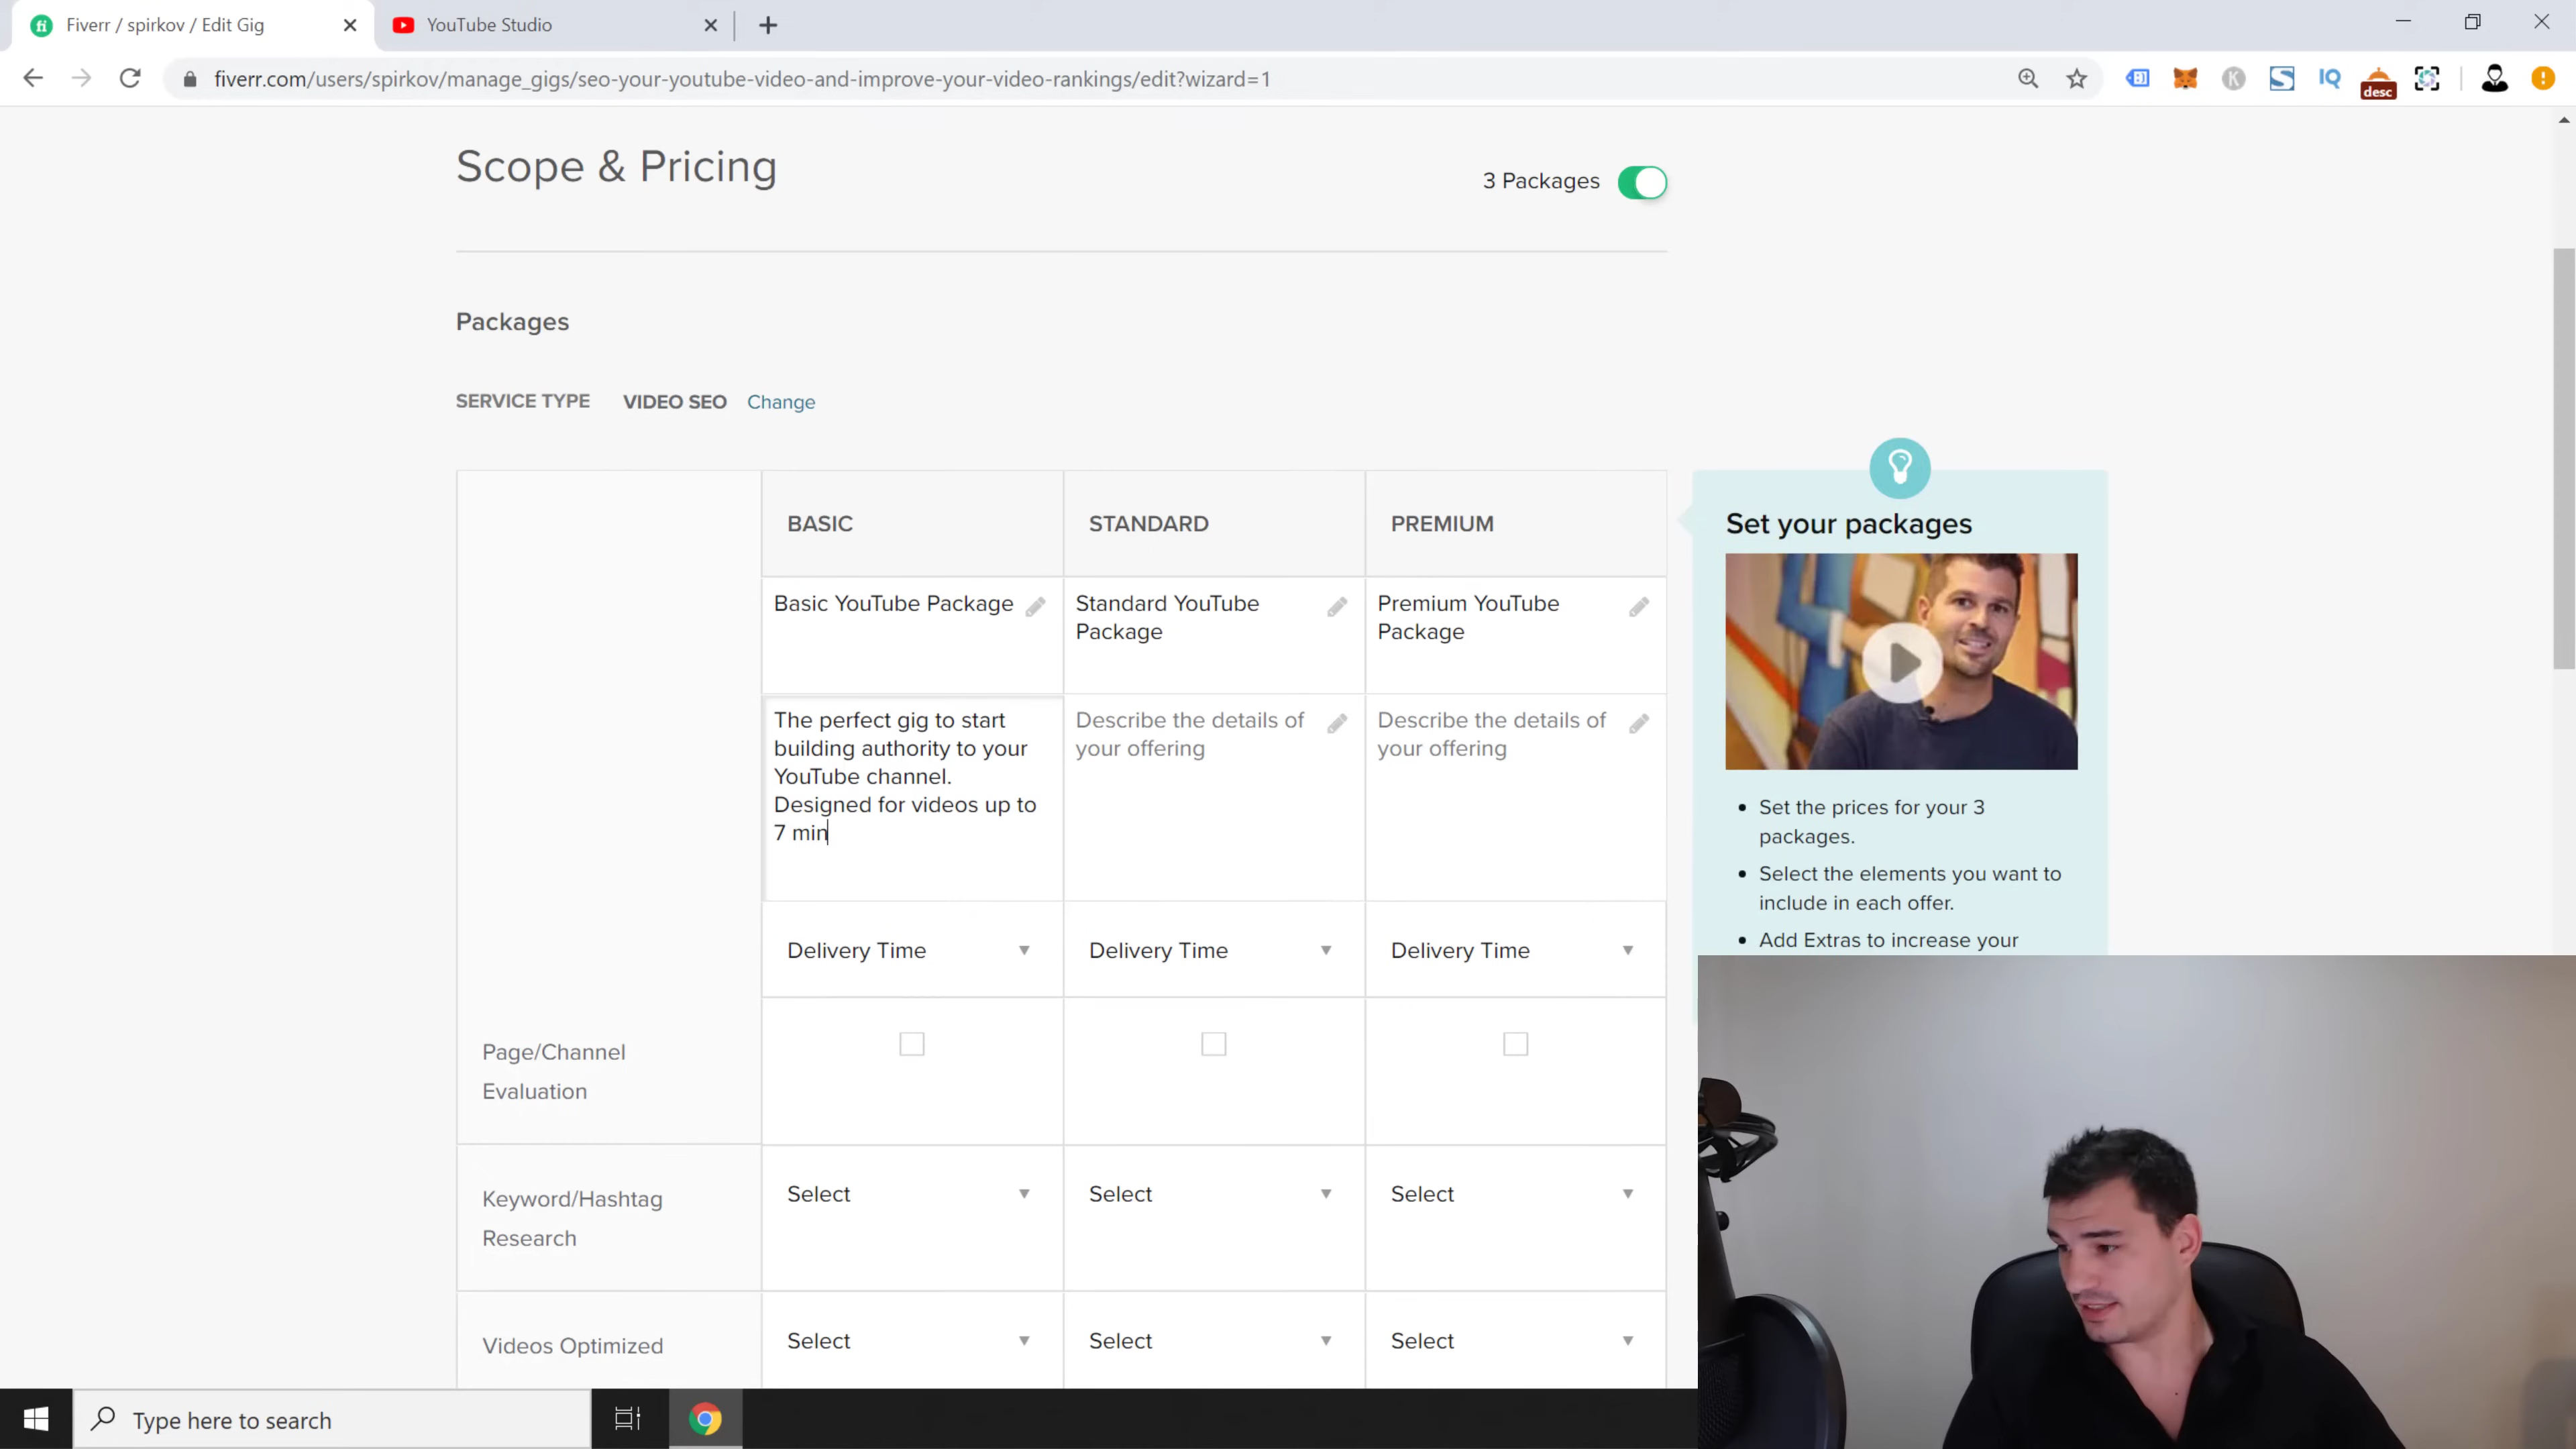 Fiverr / spirkov / Edit Gig
YouTube Studio
fiverr.com/users/spirkov/manage_gigs/seo-your-youtube-video-and-improve-your-video-rankings/edit?wizard=1
K
S
IQ
desc
Scope & Pricing
3 Packages
Packages
SERVICE TYPE VIDEO SEO Change
BASIC
STANDARD
PREMIUM
Basic YouTube Package
Standard YouTube
Package
Premium YouTube
Package
The perfect gig to start
building authority to your
YouTube channel.
Designed for videos up to
7 min
Describe the details of
your offering
Describe the details of
your offering
Delivery Time
Delivery Time
Delivery Time
Page/Channel
Evaluation
Keyword/Hashtag
Research
Select
Select
Select
Videos Optimized
Select
Select
Select
Set your packages
Set the prices for your 3
packages.
Select the elements you want to
include in each offer.
Add Extras to increase your
Type here to search